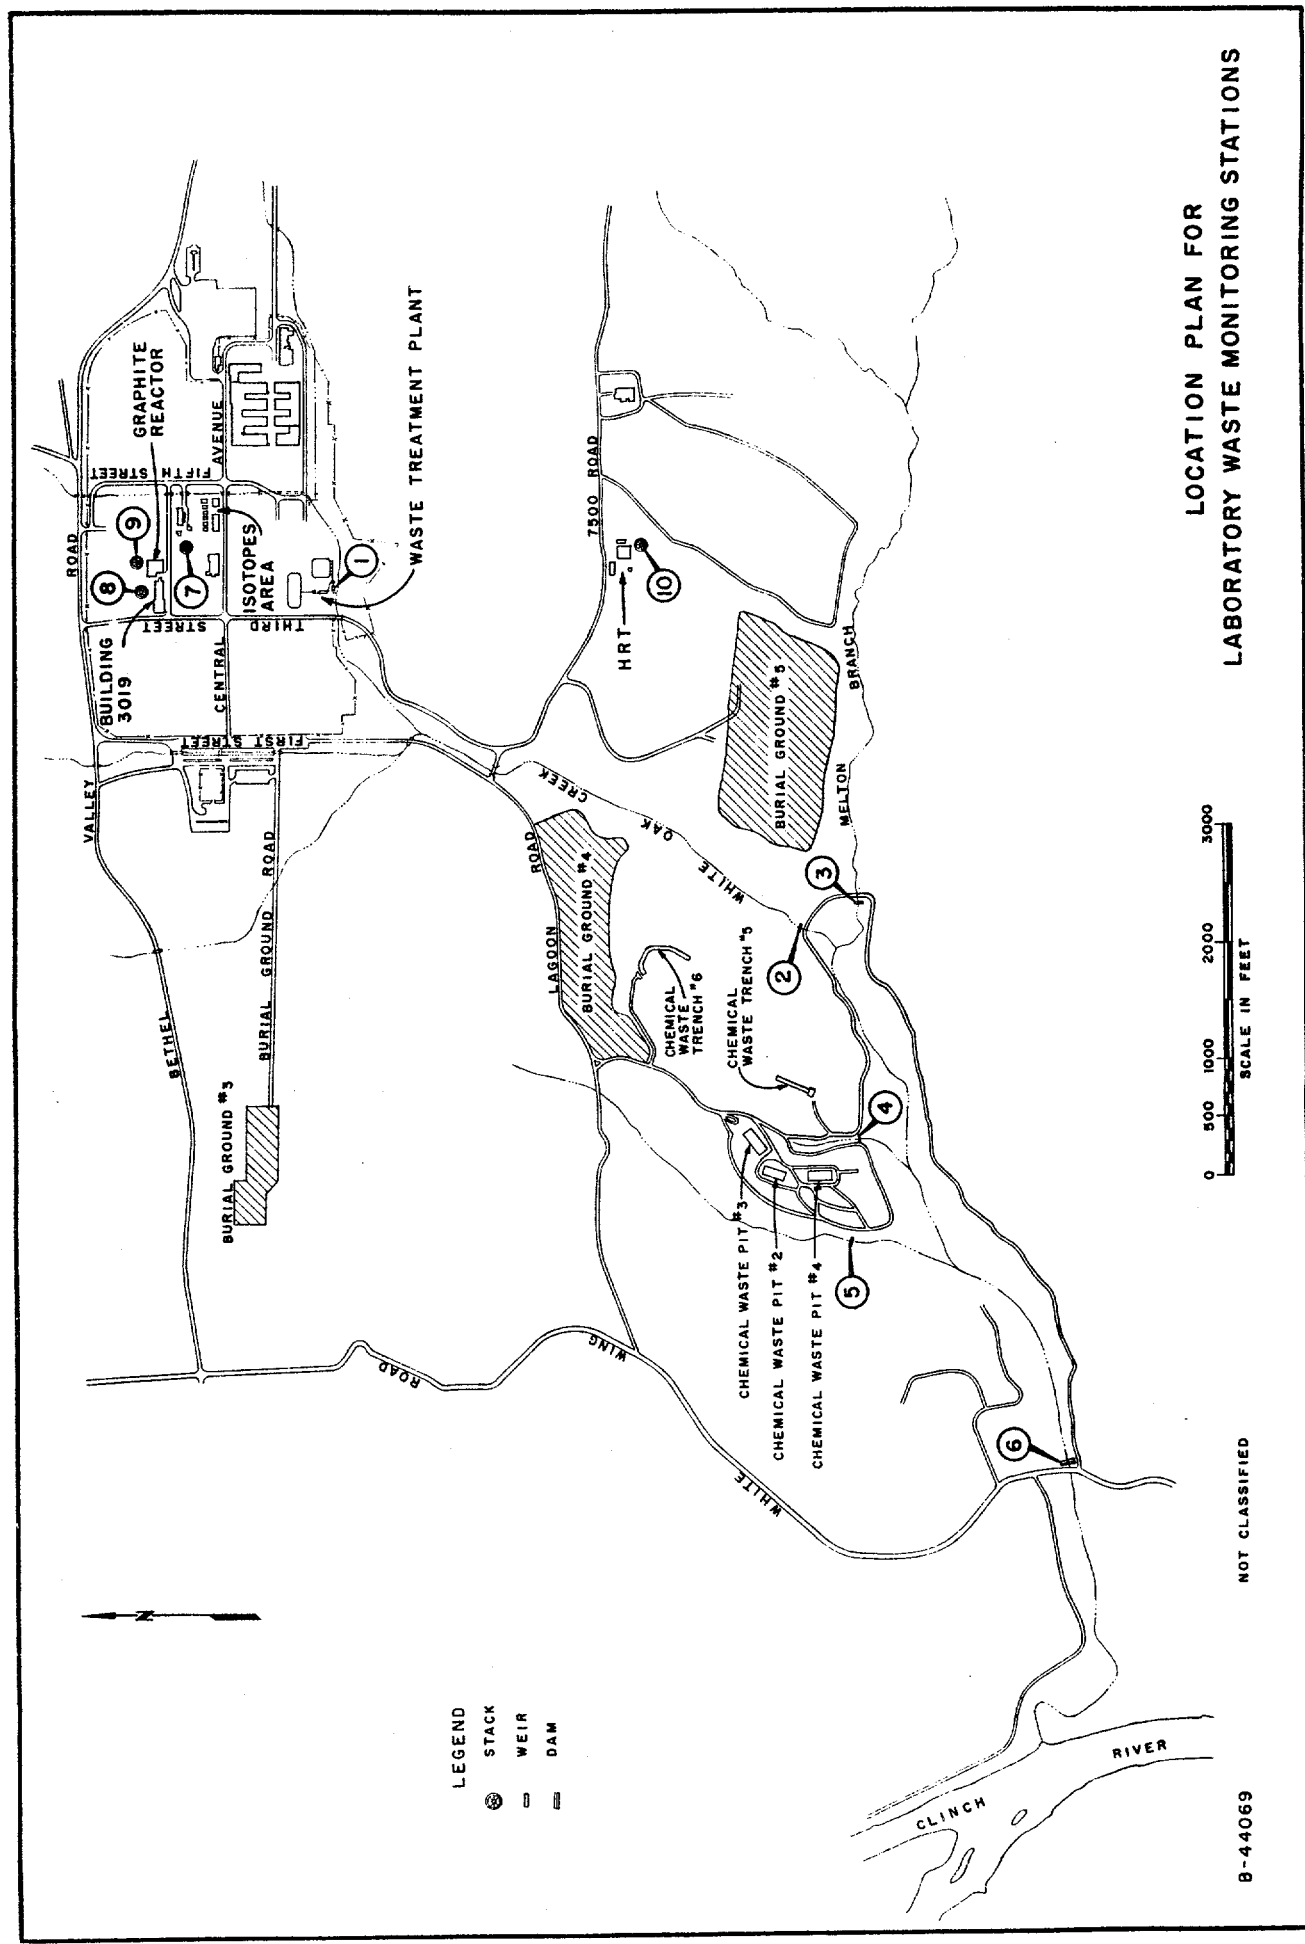 LOCATION PLAN FOR
LABORATORY WASTE MONITORING STATIONS
VALLEY
ROAD
BUILDING
3019
8
9
GRAPHITE
REACTOR
BETHEL
CENTRAL
STREET
7
FIFTH STREET
AVENUE
FIRST STREET
THIRD
ISOTOPES
AREA
BURIAL GROUND #3
BURIAL GROUND ROAD
1
WASTE TREATMENT PLANT
ROAD
WING
WHITE
LAGOON
ROAD
BURIAL GROUND #4
CREEK
OAK
WHITE
7500 ROAD
HRT
10
CHEMICAL
WASTE
TRENCH #6
CHEMICAL
WASTE TRENCH #5
BURIAL GROUND #5
CHEMICAL WASTE PIT #3
CHEMICAL WASTE PIT #2
CHEMICAL WASTE PIT #4
2
3
MELTON
BRANCH
5
4
6
N
LEGEND
STACK
WEIR
DAM
CLINCH
RIVER
0 500 1000 2000 3000
SCALE IN FEET
B-44069
NOT CLASSIFIED